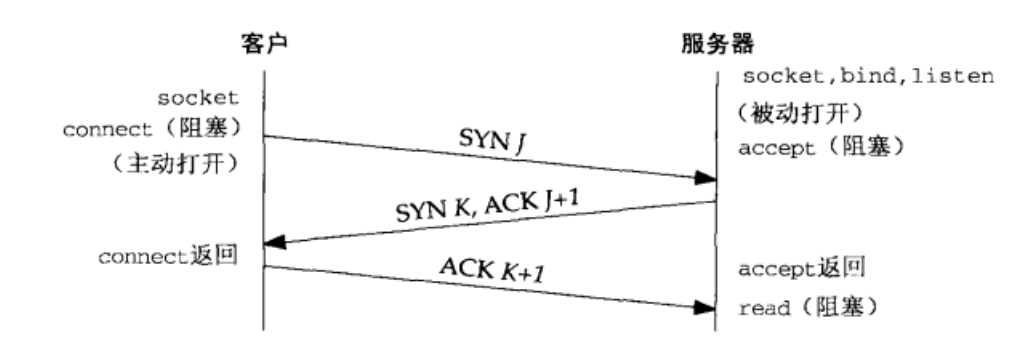 客户
服务器
socket
connect（阻塞）
（主动打开）
socket,bind,listen
（被动打开）
accept（阻塞）
SYN J
SYN K, ACK J+1
connect返回
ACK K+1
accept返回
read（阻塞）